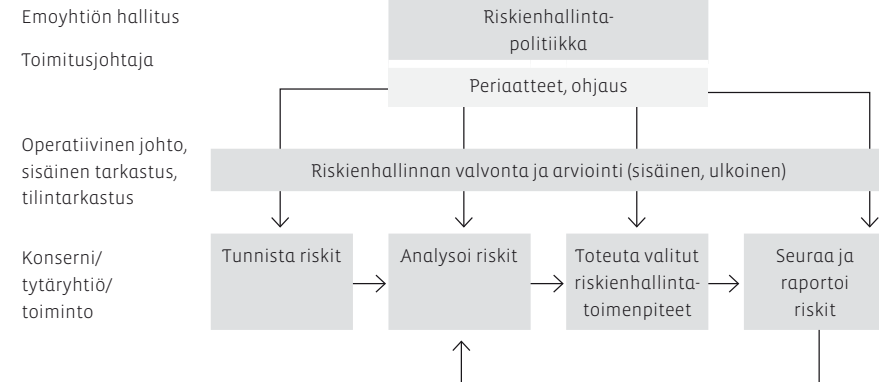 Emoyhtiön hallitus
Toimitusjohtaja
Riskienhallinta-
politiikka
Periaatteet, ohjaus
Operatiivinen johto,
sisäinen tarkastus,
tilintarkastus
Riskienhallinnan valvonta ja arviointi (sisäinen, ulkoinen)
Konserni/
tytäryhtiö/
toiminto
Tunnista riskit
Analysoi riskit
Toteuta valitut
riskienhallinta-
toimenpiteet
Seuraa ja
raportoi
riskit